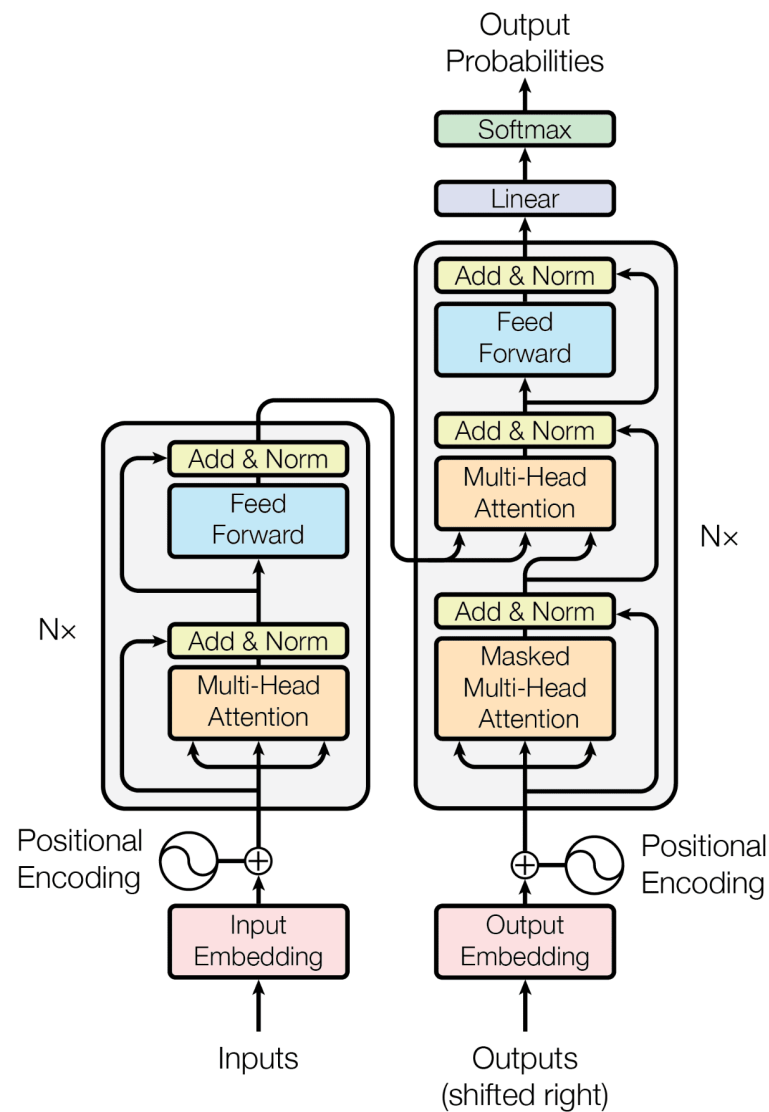 Output
Probabilities
Softmax
Linear
Add & Norm
Feed
Forward
Add & Norm
Multi-Head
Attention
Add & Norm
Masked
Multi-Head
Attention
N×
Add & Norm
Feed
Forward
Add & Norm
Multi-Head
Attention
N×
Positional
Encoding
Positional
Encoding
Input
Embedding
Output
Embedding
Inputs
Outputs
(shifted right)